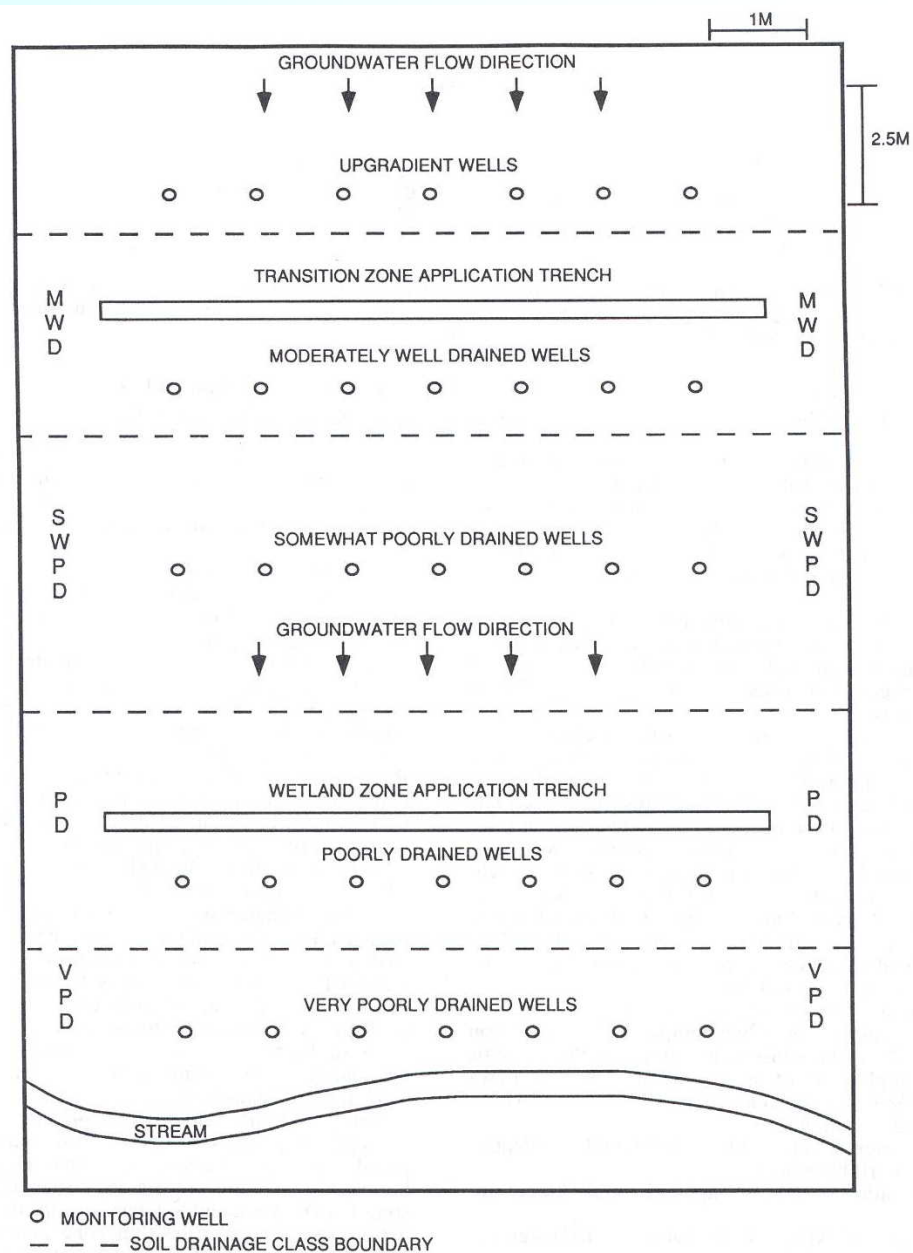 1M
GROUNDWATER FLOW DIRECTION
2.5M
UPGRADIENT WELLS
TRANSITION ZONE APPLICATION TRENCH
M
W
D
M
W
D
MODERATELY WELL DRAINED WELLS
S
W
P
D
S
W
P
D
SOMEWHAT POORLY DRAINED WELLS
GROUNDWATER FLOW DIRECTION
WETLAND ZONE APPLICATION TRENCH
P
D
P
D
POORLY DRAINED WELLS
V
P
D
V
P
D
VERY POORLY DRAINED WELLS
STREAM
MONITORING WELL
SOIL DRAINAGE CLASS BOUNDARY